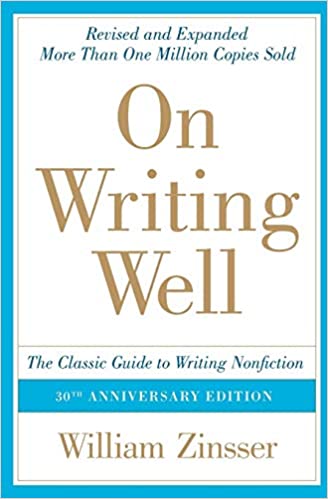 Revised and Expanded
More Than One Million Copies Sold
On
Writing
Well
The Classic Guide to Writing Nonfiction
30TH ANNIVERSARY EDITION
William Zinsser